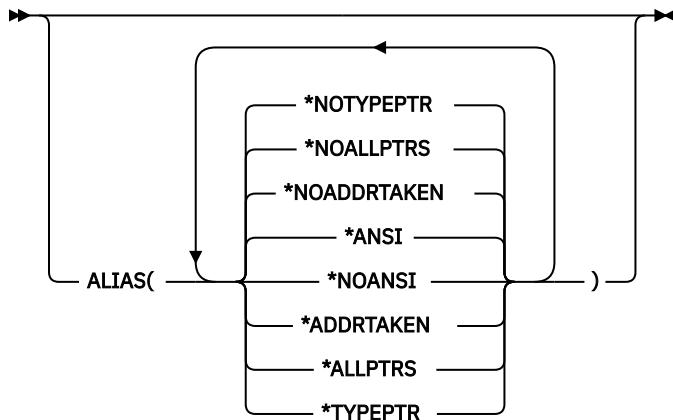 *NOTYPEPTR
*NOALLPTRS
*NOADDRTAKEN
*ANSI
ALIAS( *NOANSI )
*ADDRTAKEN
*ALLPTRS
*TYPEPTR